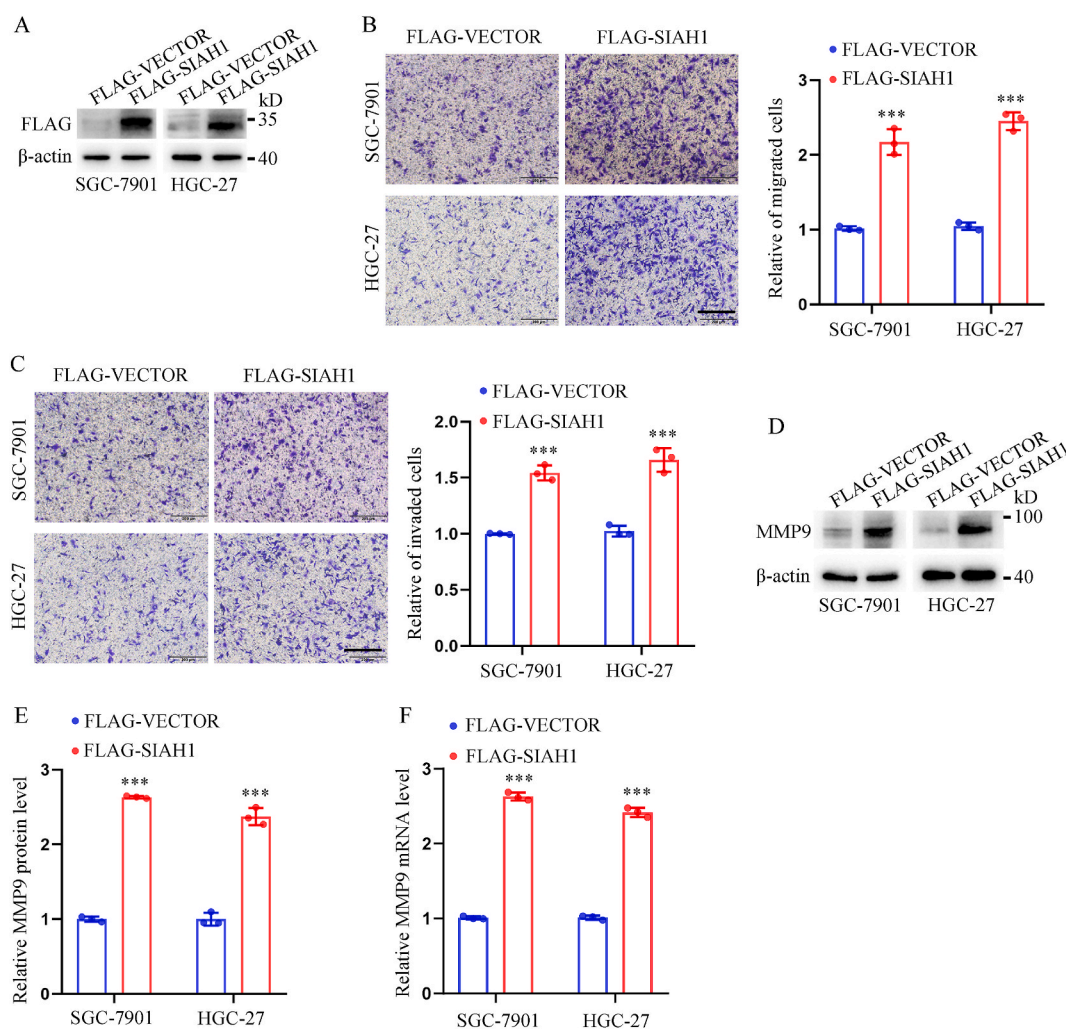 A
FLAG-VECTOR
FLAG-SIAH1
FLAG-VECTOR
FLAG-SIAH1
kD
FLAG
35
β-actin
40
SGC-7901
HGC-27
B
FLAG-VECTOR
FLAG-SIAH1
SGC-7901
HGC-27
FLAG-VECTOR
FLAG-SIAH1
Relative of migrated cells
3
2
1
0
***
***
SGC-7901
HGC-27
C
FLAG-VECTOR
FLAG-SIAH1
SGC-7901
HGC-27
FLAG-VECTOR
FLAG-SIAH1
Relative of invaded cells
2.0
1.5
1.0
0.5
0.0
***
***
SGC-7901
HGC-27
D
FLAG-VECTOR
FLAG-SIAH1
FLAG-VECTOR
FLAG-SIAH1
kD
MMP9
100
β-actin
40
SGC-7901
HGC-27
E
FLAG-VECTOR
FLAG-SIAH1
Relative MMP9 protein level
3
2
1
0
***
***
SGC-7901
HGC-27
F
FLAG-VECTOR
FLAG-SIAH1
Relative MMP9 mRNA level
3
2
1
0
***
***
SGC-7901
HGC-27